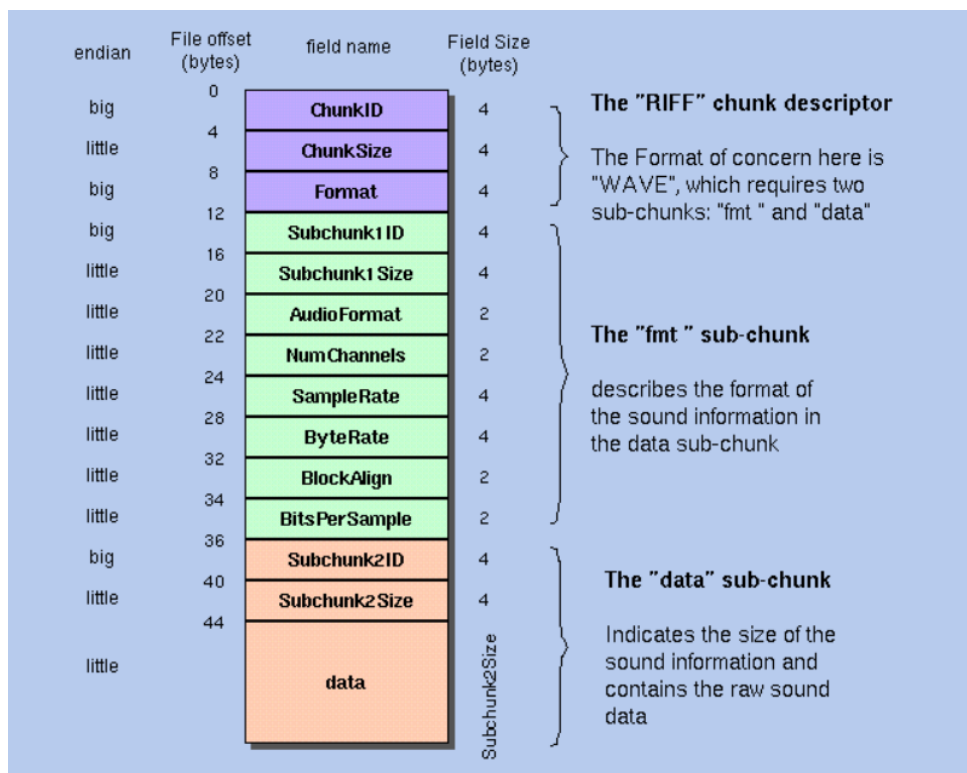 endian
File offset
(bytes)
field name
Field Size
(bytes)
0
big
ChunkID
4
4
little
ChunkSize
4
8
big
Format
4
12
The "RIFF" chunk descriptor
The Format of concern here is
"WAVE", which requires two
sub-chunks: "fmt " and "data"
big
Subchunk1ID
4
16
little
Subchunk1Size
4
20
little
AudioFormat
2
22
little
NumChannels
2
24
little
SampleRate
4
28
little
ByteRate
4
32
little
BlockAlign
2
34
little
BitsPerSample
2
36
The "fmt " sub-chunk
describes the format of
the sound information in
the data sub-chunk
big
Subchunk2ID
4
40
little
Subchunk2Size
4
44
little
data
Subchunk2Size
The "data" sub-chunk
Indicates the size of the
sound information and
contains the raw sound
data